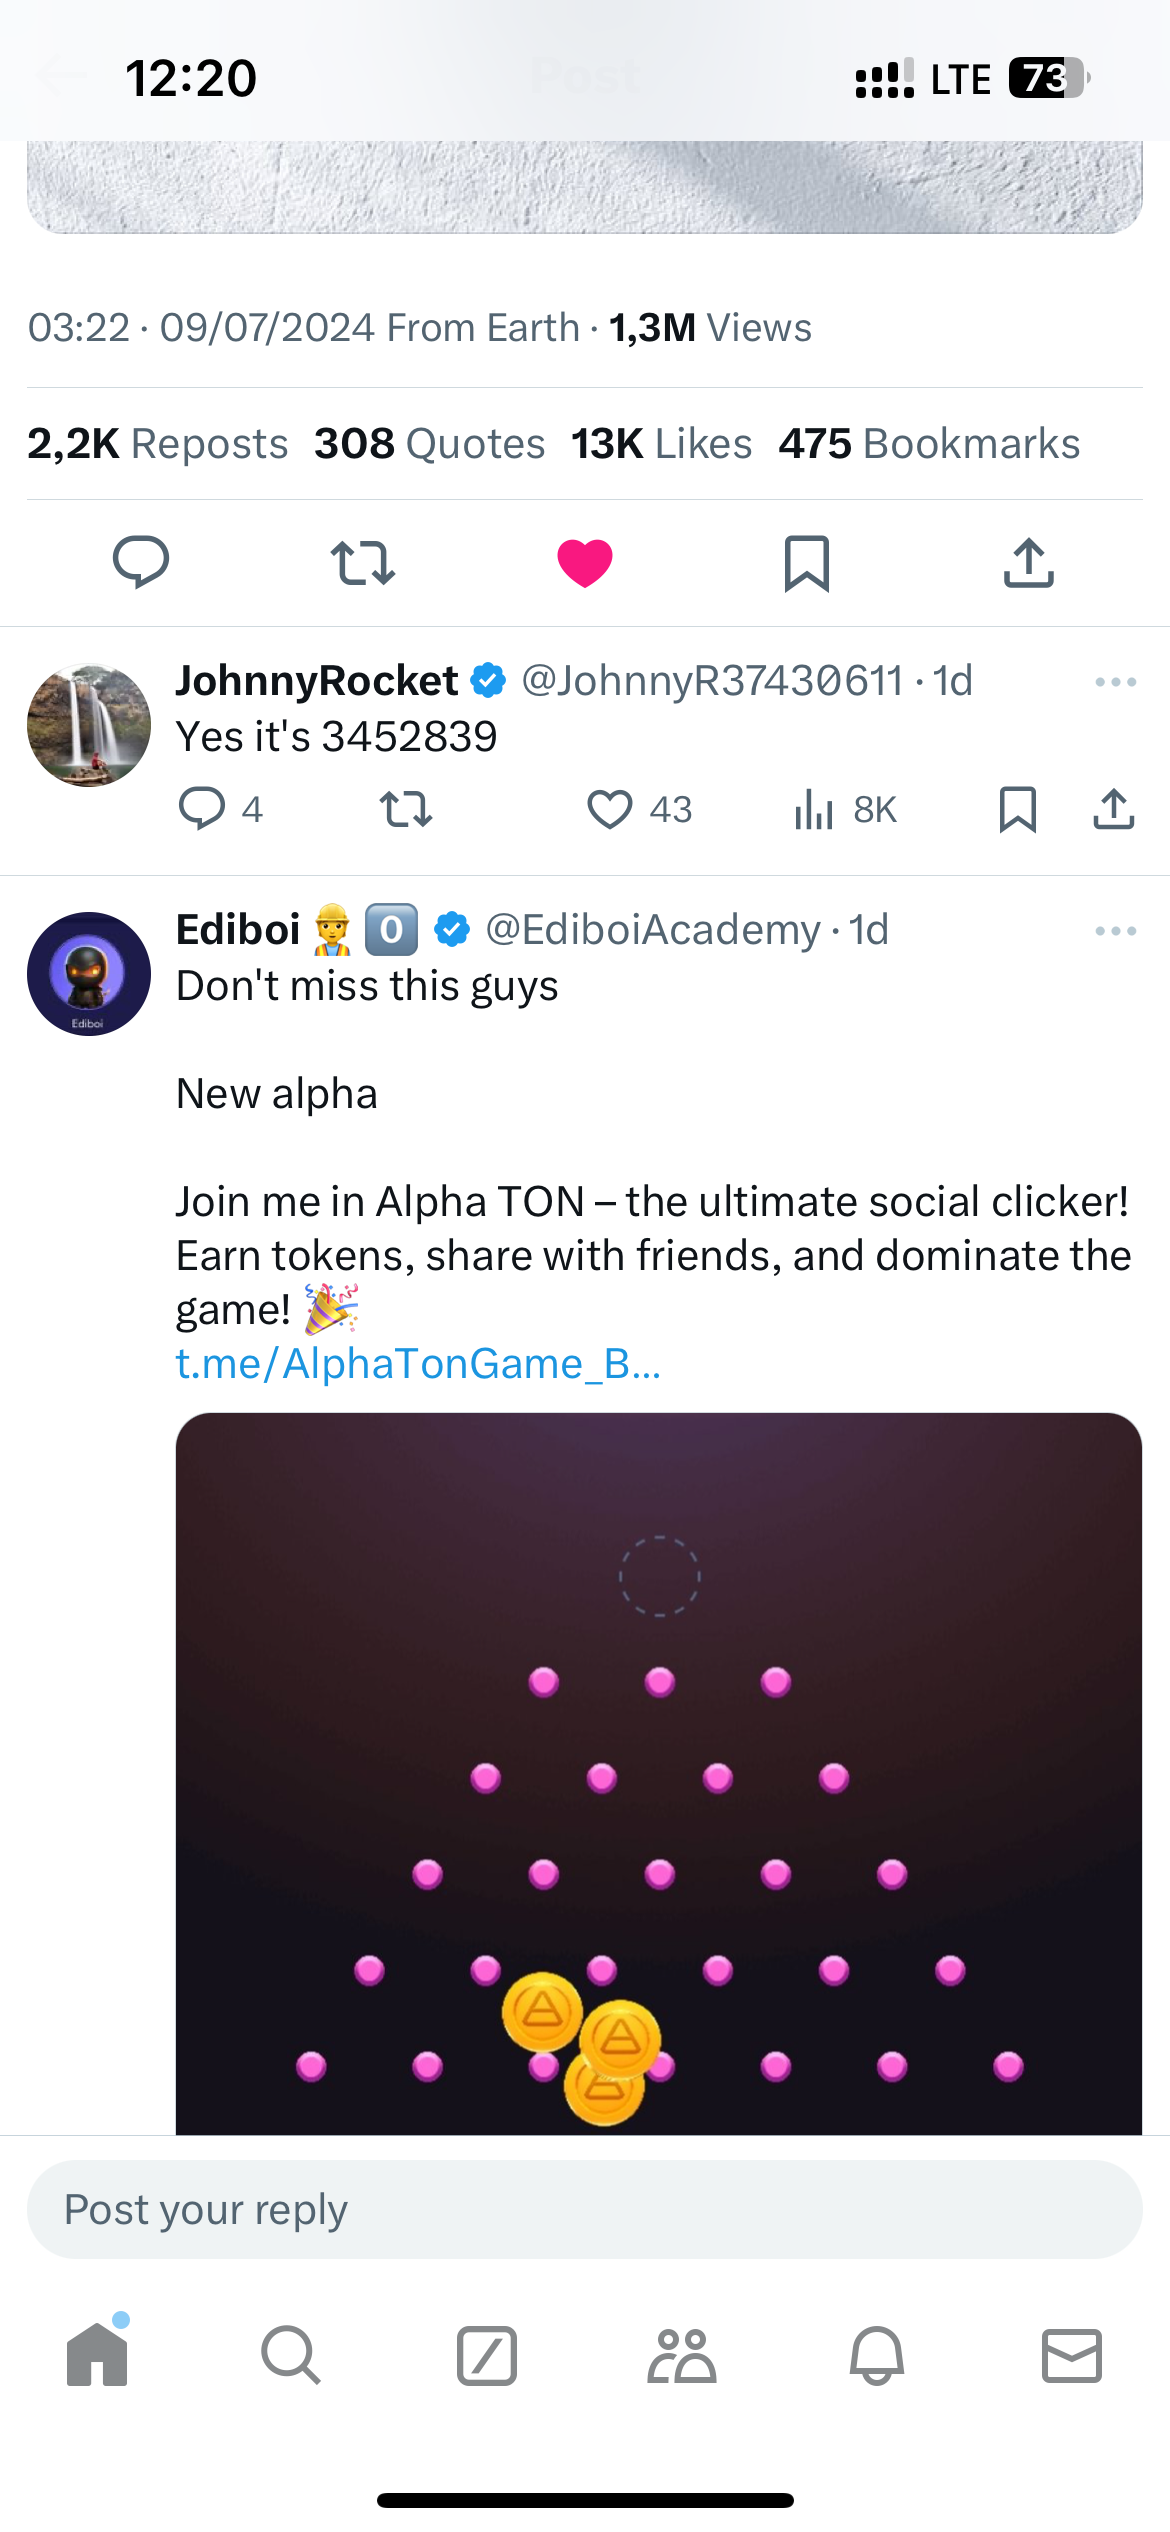 12:20
LTE 73
Post
03:22 · 09/07/2024 From Earth · 1,3M Views
2,2K Reposts 308 Quotes 13K Likes 475 Bookmarks
JohnnyRocket @JohnnyR37430611 · 1d
Yes it's 3452839
4 43 8K
Ediboi 👷 0️⃣ @EdiboiAcademy · 1d
Ediboi
Don't miss this guys
New alpha
Join me in Alpha TON – the ultimate social clicker!
Earn tokens, share with friends, and dominate the
game! 🎉
t.me/AlphaTonGame_B...
Post your reply